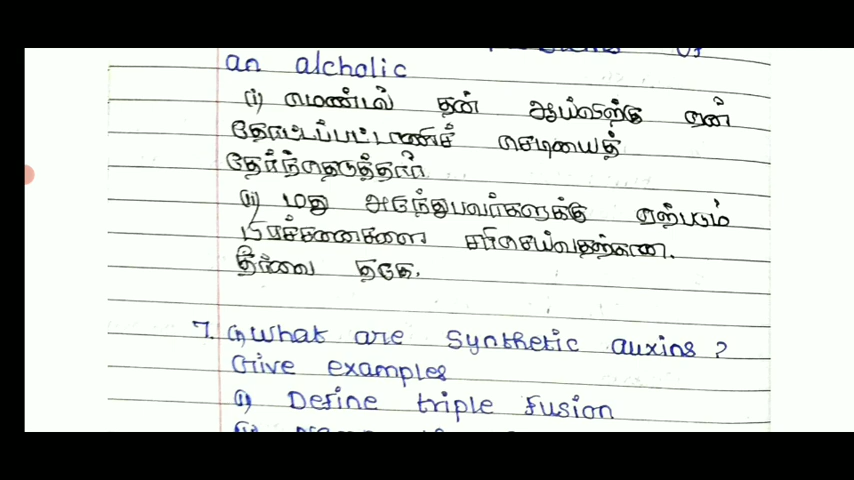 an alcholic
(i) மெண்டல் தன் ஆய்விற்கு ஏன்
தோட்டப்பட்டாணிச் செடியைத்
தேர்ந்தெடுத்தார்
(ii) மது அருந்துபவர்களுக்கு ஏற்படும்
பிரச்சனைகளை சரிசெய்வதற்கான
தீர்வை தருக.
7. (i) What are Synthetic auxins?
Give examples
(ii) Define triple fusion